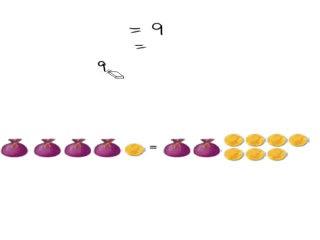 = 9
=
9
=